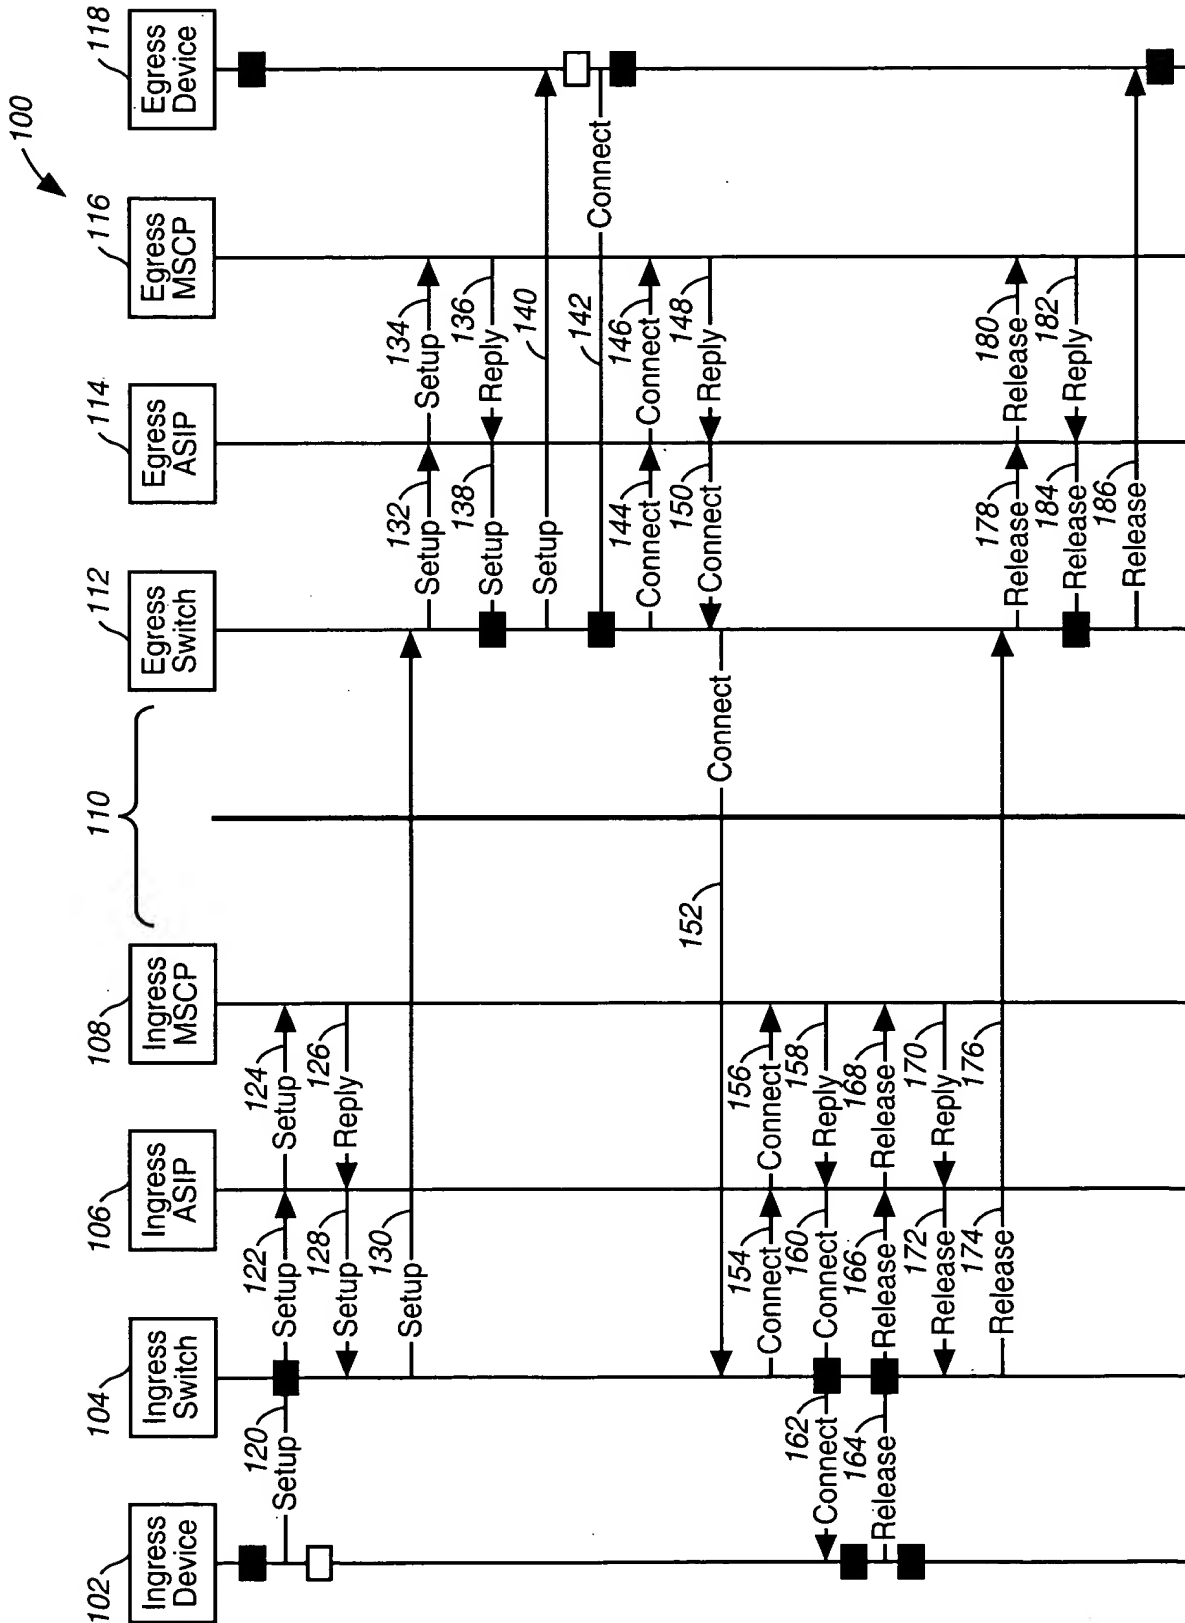 100
102
Ingress
Device
104
Ingress
Switch
106
Ingress
ASIP
108
Ingress
MSCP
110
112
Egress
Switch
114
Egress
ASIP
116
Egress
MSCP
118
Egress
Device
120
Setup
122
Setup
124
Setup
126
Reply
128
Setup
130
Setup
132
Setup
134
Setup
136
Reply
138
Setup
140
Setup
142
Connect
144
Connect
146
Connect
148
Reply
150
Connect
152
Connect
154
Connect
156
Connect
158
Reply
160
Connect
162
Connect
164
Release
166
Release
168
Release
170
Reply
172
Release
174
Release
176
178
Release
180
Release
182
Reply
184
Release
186
Release